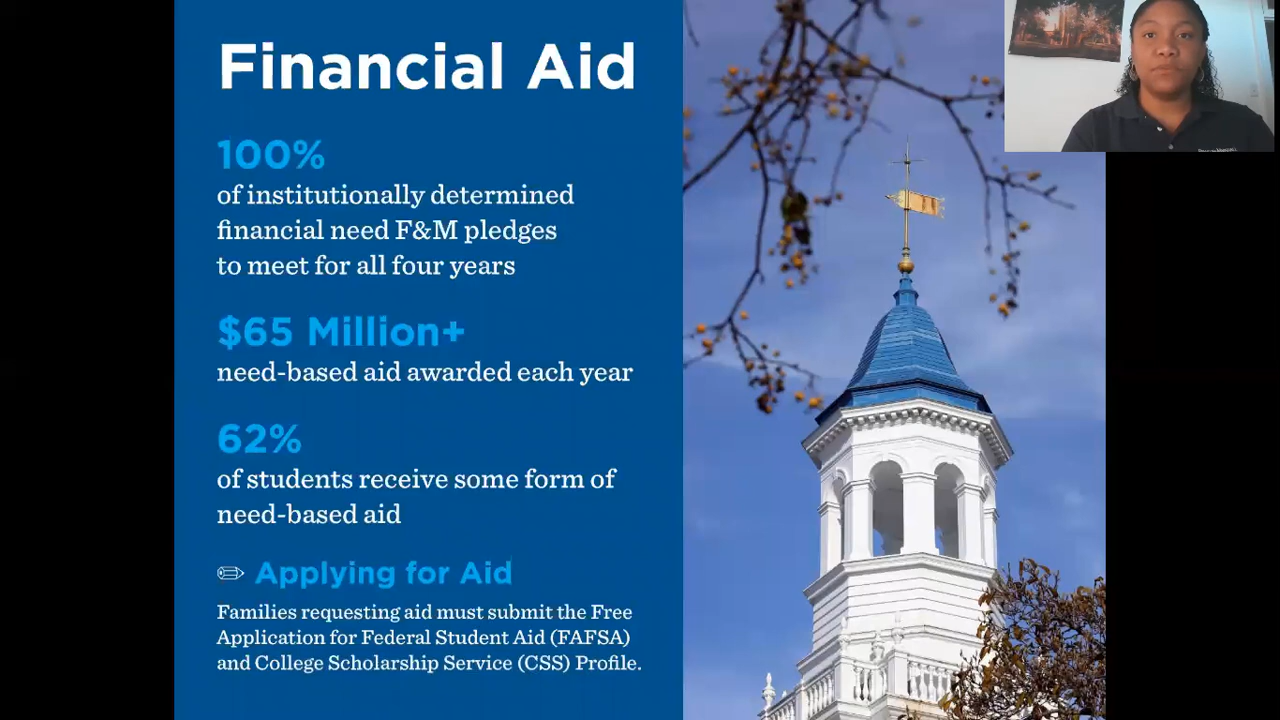 Financial Aid
100%
of institutionally determined
financial need F&M pledges
to meet for all four years
$65 Million+
need-based aid awarded each year
62%
of students receive some form of
need-based aid
Applying for Aid
Families requesting aid must submit the Free
Application for Federal Student Aid (FAFSA)
and College Scholarship Service (CSS) Profile.